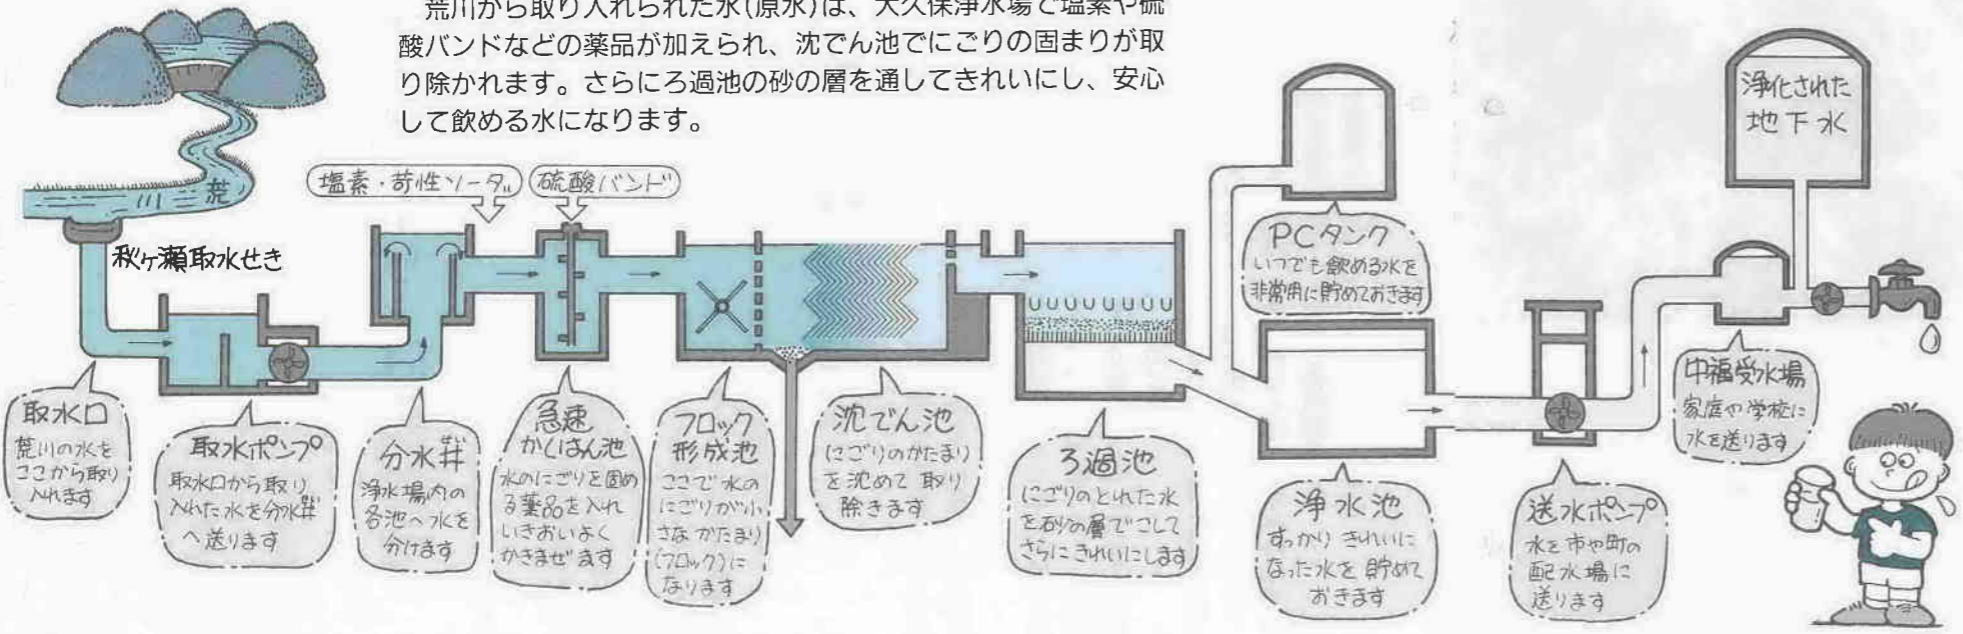 荒川から取り入れられた水(原水)は、大久保浄水場で塩素や硫
酸バンドなどの薬品が加えられ、沈でん池でにごりの固まりが取
り除かれます。さらにろ過池の砂の層を通してきれいにし、安心
して飲める水になります。
荒
川
秋ヶ瀬取水せき
塩素・苛性ソーダ
硫酸バンド
浄化された
地下水
取水口
荒川の水を
ここから取り
入れます
取水ポンプ
取水口から取り
入れた水を分水井
へ送ります
分水井
浄水場内の
各池へ水を
分けます
急速
かくはん池
水のにごりを固め
る薬品を入れ
いきおいよく
かきまぜます
フロック
形成池
ここで水の
にごりが小
さなかたまり
(フロック)に
なります
沈でん池
にごりのかたまり
を沈めて取り
除きます
ろ過池
にごりのとれた水
を砂の層でこして
さらにきれいにします
PCタンク
いつでも飲める水を
非常用に貯めておきます
浄水池
すっかりきれいに
なった水を貯めて
おきます
送水ポンプ
水を市や町の
配水場に
送ります
中福受水場
家庭や学校に
水を送ります